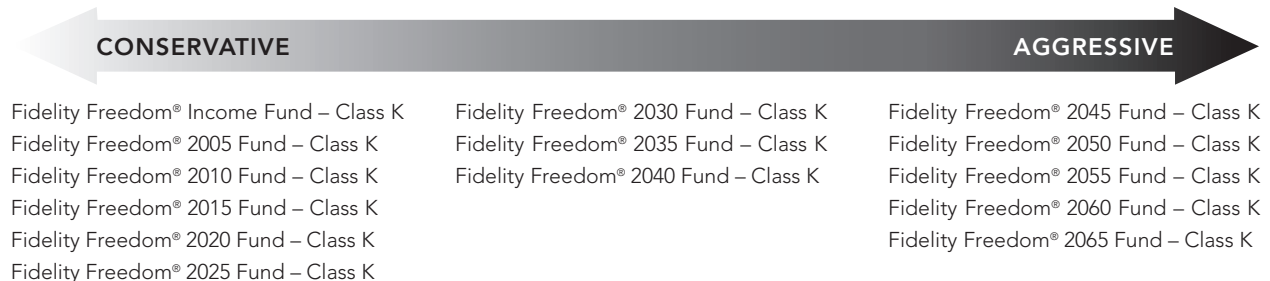 CONSERVATIVE
AGGRESSIVE
Fidelity Freedom® Income Fund – Class K
Fidelity Freedom® 2005 Fund – Class K
Fidelity Freedom® 2010 Fund – Class K
Fidelity Freedom® 2015 Fund – Class K
Fidelity Freedom® 2020 Fund – Class K
Fidelity Freedom® 2025 Fund – Class K
Fidelity Freedom® 2030 Fund – Class K
Fidelity Freedom® 2035 Fund – Class K
Fidelity Freedom® 2040 Fund – Class K
Fidelity Freedom® 2045 Fund – Class K
Fidelity Freedom® 2050 Fund – Class K
Fidelity Freedom® 2055 Fund – Class K
Fidelity Freedom® 2060 Fund – Class K
Fidelity Freedom® 2065 Fund – Class K